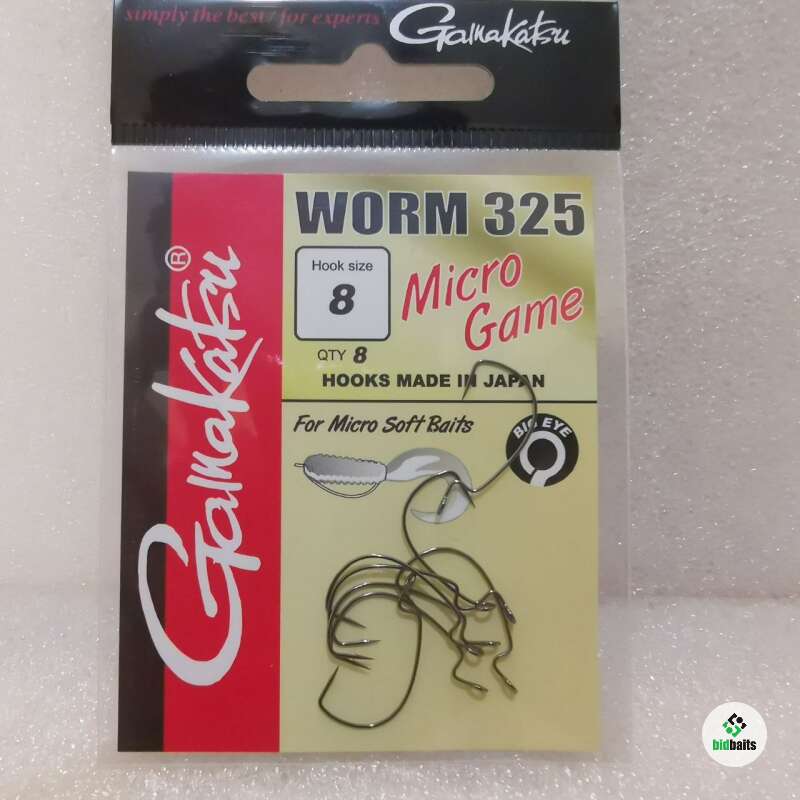 simply the best / for experts
Gamakatsu
Gamakatsu®
WORM 325
Hook size
8
Micro
Game
QTY 8
HOOKS MADE IN JAPAN
For Micro Soft Baits
BIG EYE
bidbaits